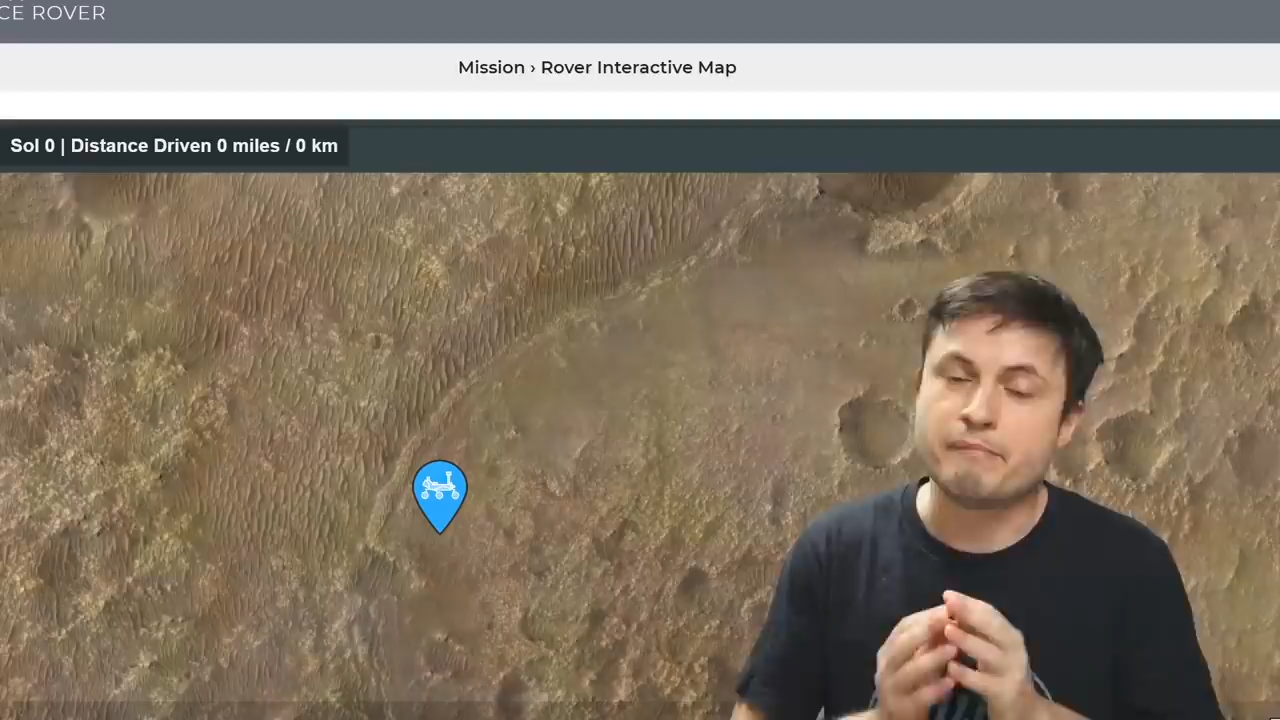 CE ROVER
Mission › Rover Interactive Map
Sol 0 | Distance Driven 0 miles / 0 km